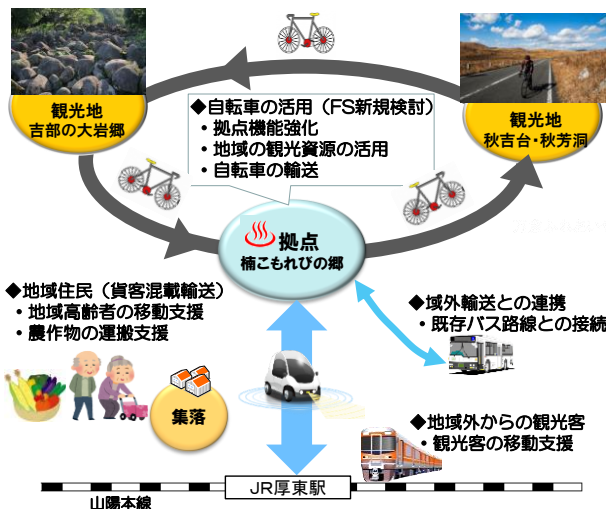 観光地
吉部の大岩郷
◆自転車の活用（FS新規検討）
・拠点機能強化
・地域の観光資源の活用
・自転車の輸送
観光地
秋吉台・秋芳洞
拠点
楠こもれびの郷
◆地域住民（貨客混載輸送）
・地域高齢者の移動支援
・農作物の運搬支援
集落
◆域外輸送との連携
・既存バス路線との接続
◆地域外からの観光客
・観光客の移動支援
JR厚東駅
山陽本線